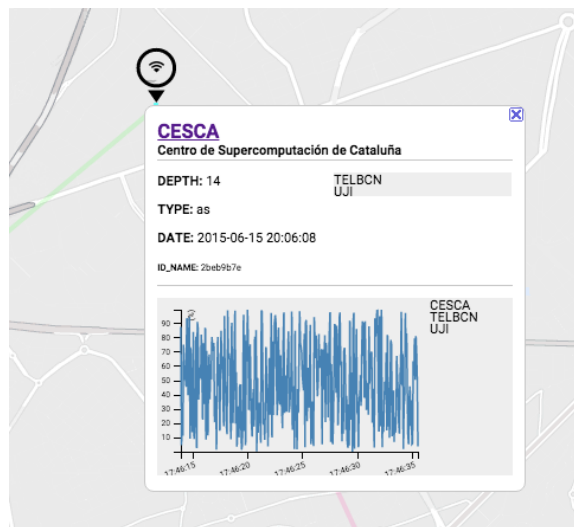 CESCA
Centro de Supercomputación de Cataluña
DEPTH: 14
TELBCN
UJI
TYPE: as
DATE: 2015-06-15 20:06:08
ID_NAME: 2beb9b7e
CESCA
TELBCN
UJI
90
80
70
60
50
40
30
20
10
17:46:15
17:46:20
17:46:25
17:46:30
17:46:35